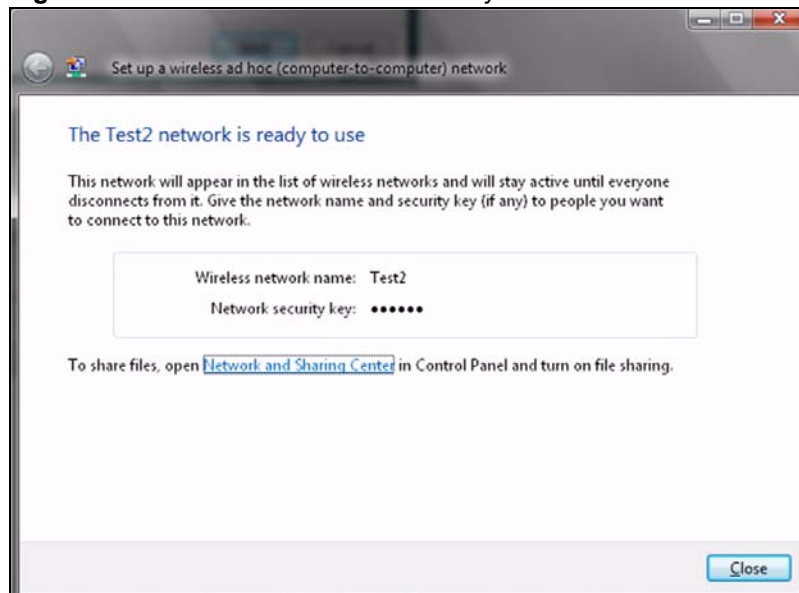 Set up a wireless ad hoc (computer-to-computer) network
The Test2 network is ready to use
This network will appear in the list of wireless networks and will stay active until everyone
disconnects from it. Give the network name and security key (if any) to people you want
to connect to this network.
Wireless network name: Test2
Network security key: ••••••
To share files, open Network and Sharing Center in Control Panel and turn on file sharing.
Close